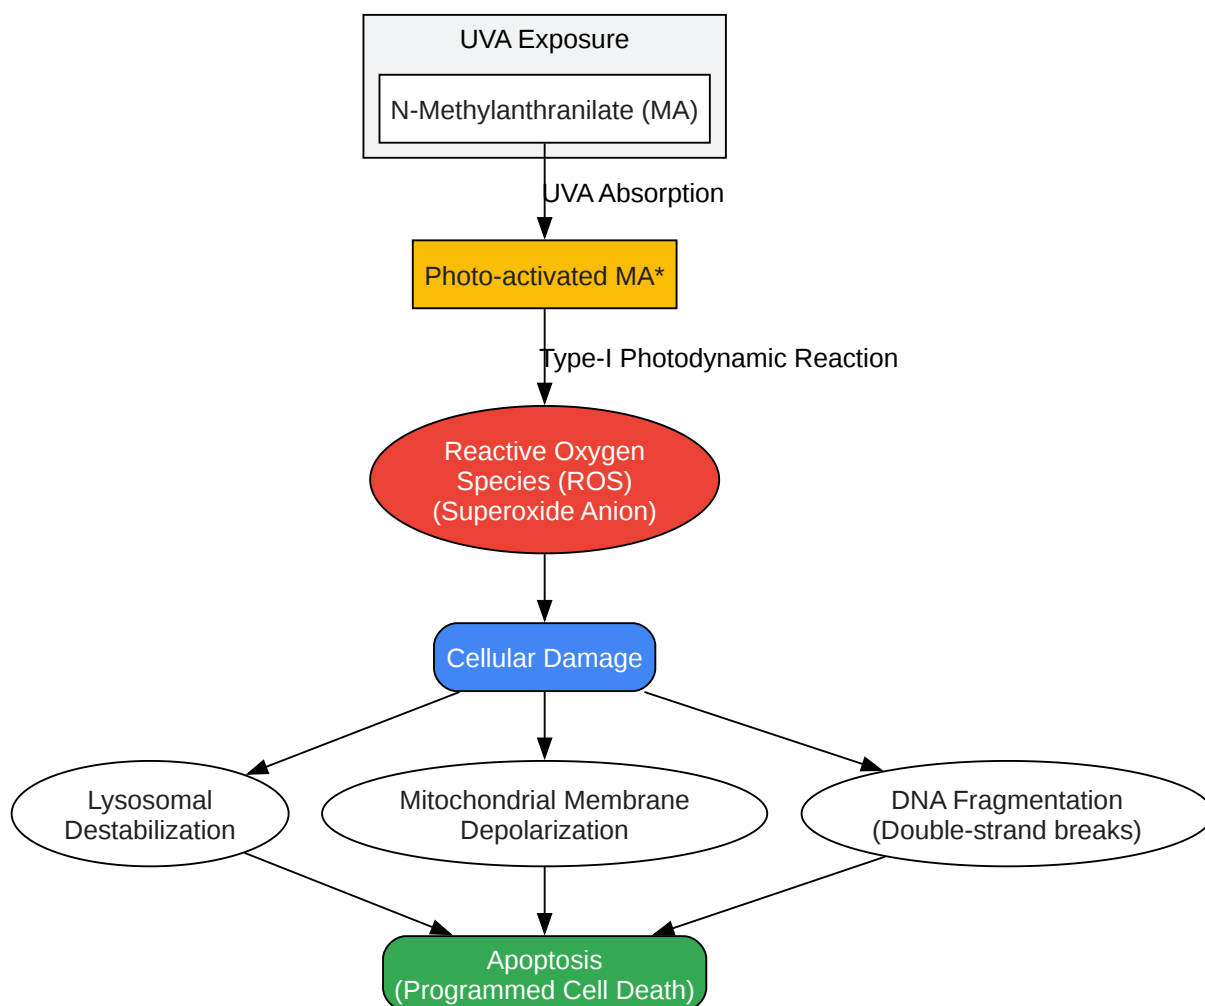 UVA Exposure
N-Methylanthranilate (MA)
UVA Absorption
Photo-activated MA*
Type-I Photodynamic Reaction
Reactive Oxygen
Species (ROS)
(Superoxide Anion)
Cellular Damage
Lysosomal
Destabilization
Mitochondrial Membrane
Depolarization
DNA Fragmentation
(Double-strand breaks)
Apoptosis
(Programmed Cell Death)